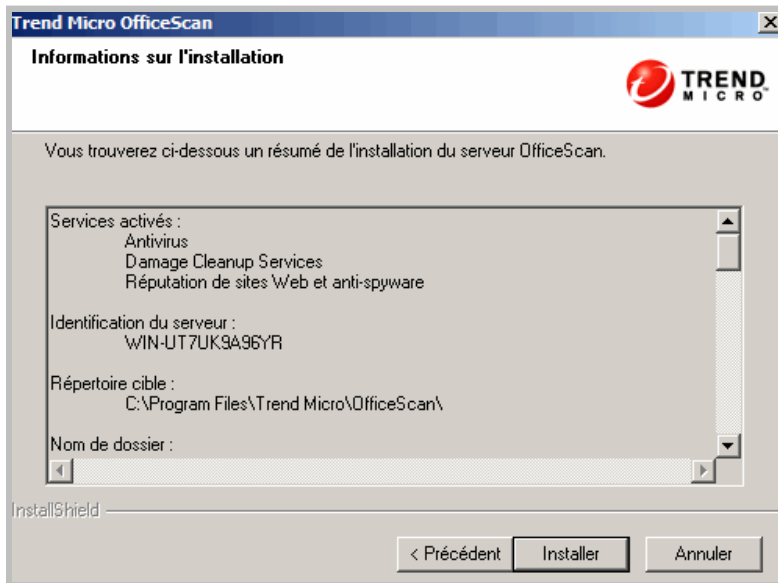 Trend Micro OfficeScan
Informations sur l'installation
TREND
MICRO
Vous trouverez ci-dessous un résumé de l'installation du serveur OfficeScan.
Services activés :
Antivirus
Damage Cleanup Services
Réputation de sites Web et anti-spyware
Identification du serveur :
WIN-UT7UK9A96YR
Répertoire cible :
C:\Program Files\Trend Micro\OfficeScan\
Nom de dossier :
InstallShield
< Précédent
Installer
Annuler